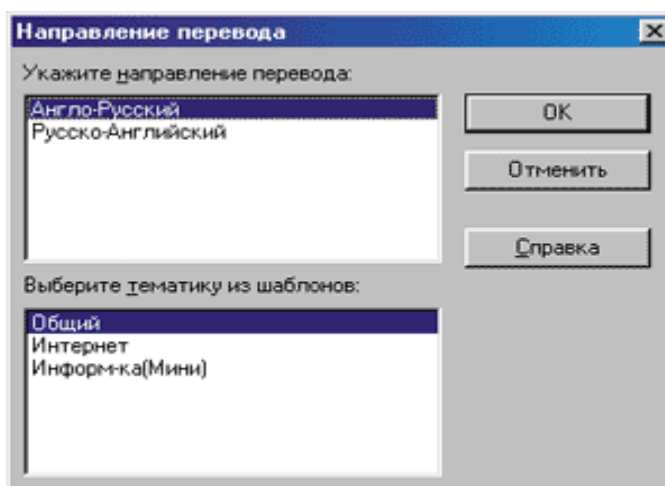 Направление перевода
Укажите направление перевода:
Англо-Русский
Русско-Английский
OK
Отменить
Справка
Выберите тематику из шаблонов:
Общий
Интернет
Информ-ка(Мини)